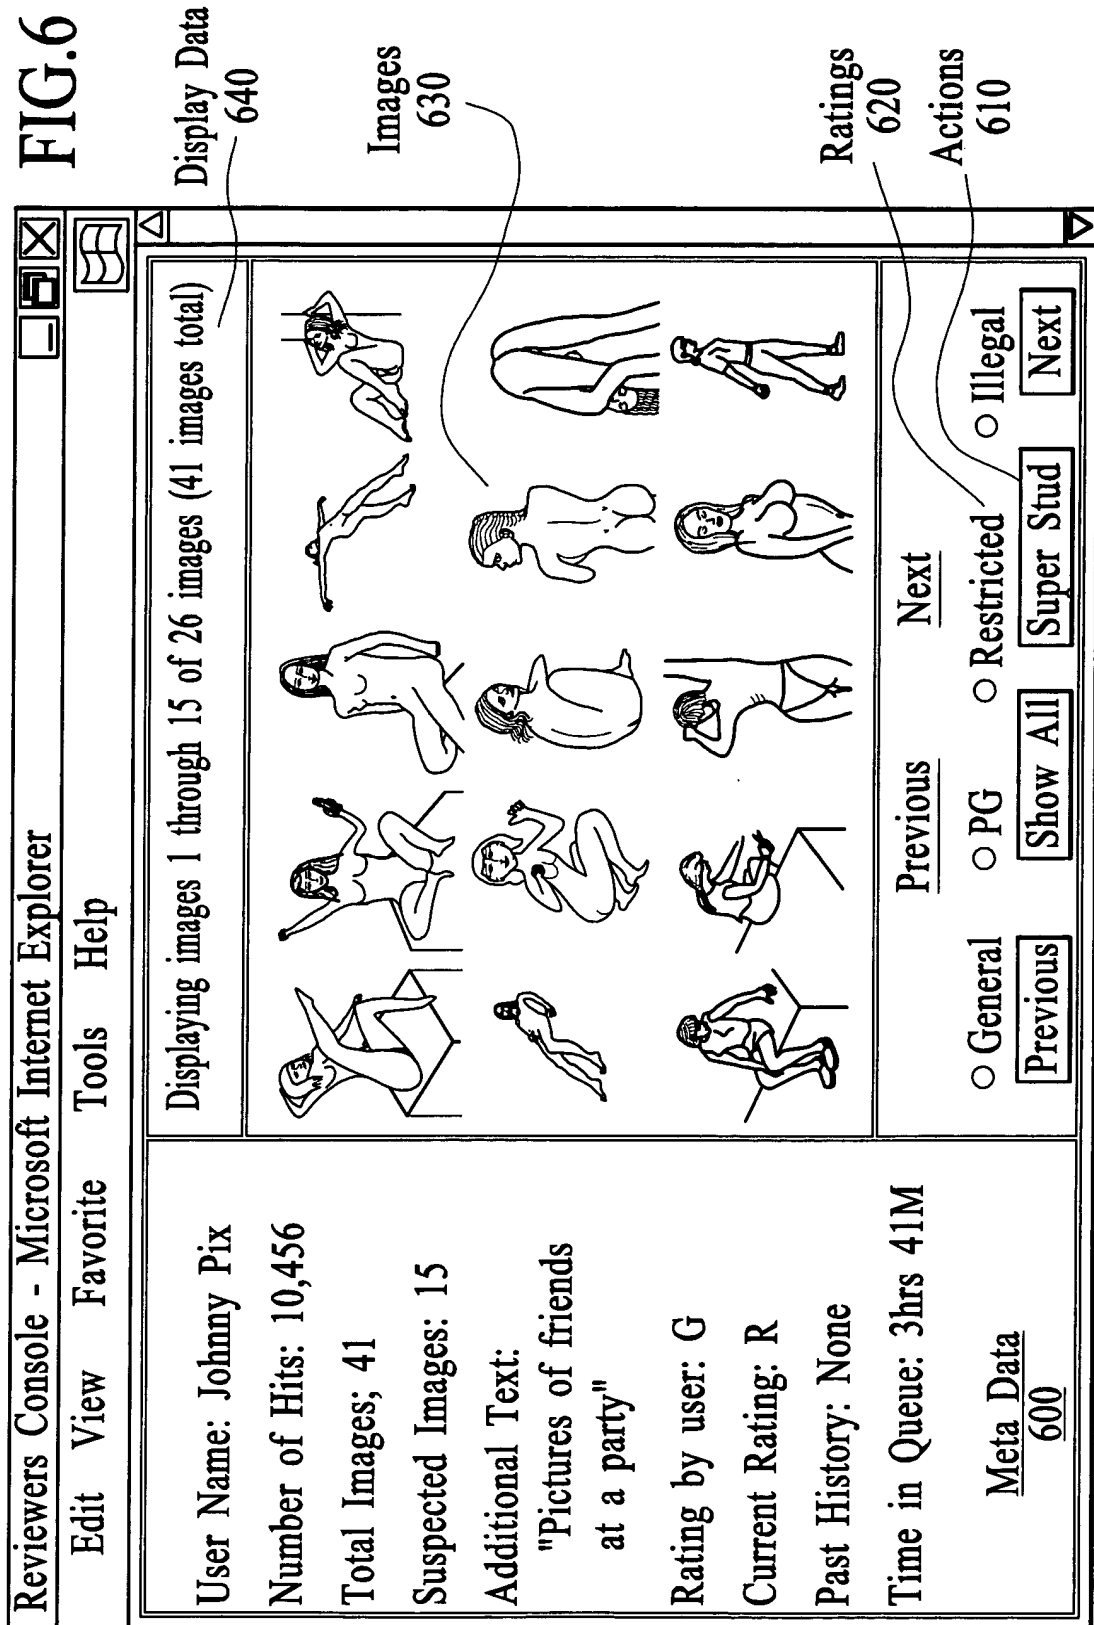 FIG.6
Reviewers Console - Microsoft Internet Explorer
Edit View Favorite Tools Help
User Name: Johnny Pix
Number of Hits: 10,456
Total Images; 41
Suspected Images: 15
Additional Text:
"Pictures of friends
at a party"
Rating by user: G
Current Rating: R
Past History: None
Time in Queue: 3hrs 41M
Meta Data
600
Displaying images 1 through 15 of 26 images (41 images total)
Previous Next
General PG Restricted Illegal
Previous Show All Super Stud Next
Display Data
640
Images
630
Ratings
620
Actions
610